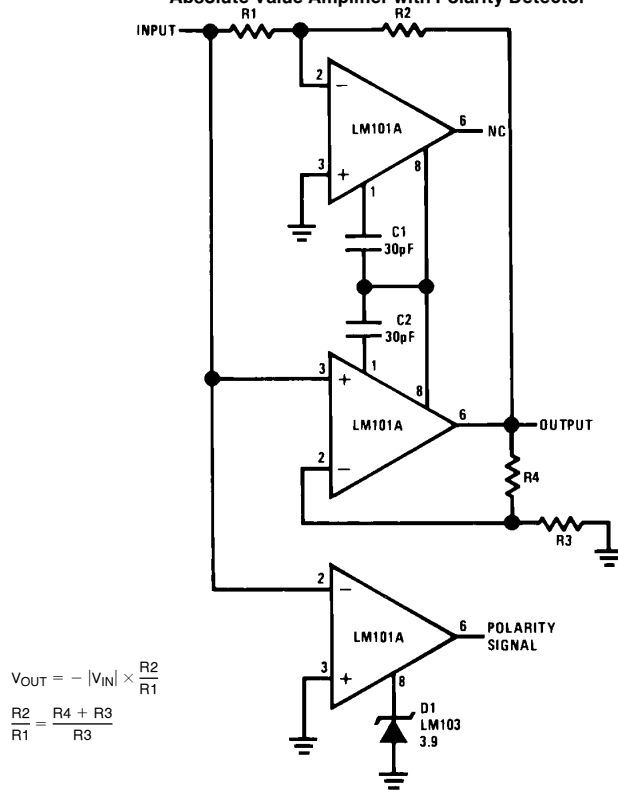 Absolute Value Amplifier with Polarity Detector
R1
R2
INPUT
2
−
LM101A
6
NC
3
+
8
1
C1
30pF
C2
30pF
1
3
+
8
LM101A
6
OUTPUT
2
−
R4
R3
2
−
LM101A
6
POLARITY
SIGNAL
3
+
8
D1
LM103
3.9
V_OUT = − |V_IN| × R2/R1
R2/R1 = (R4 + R3)/R3